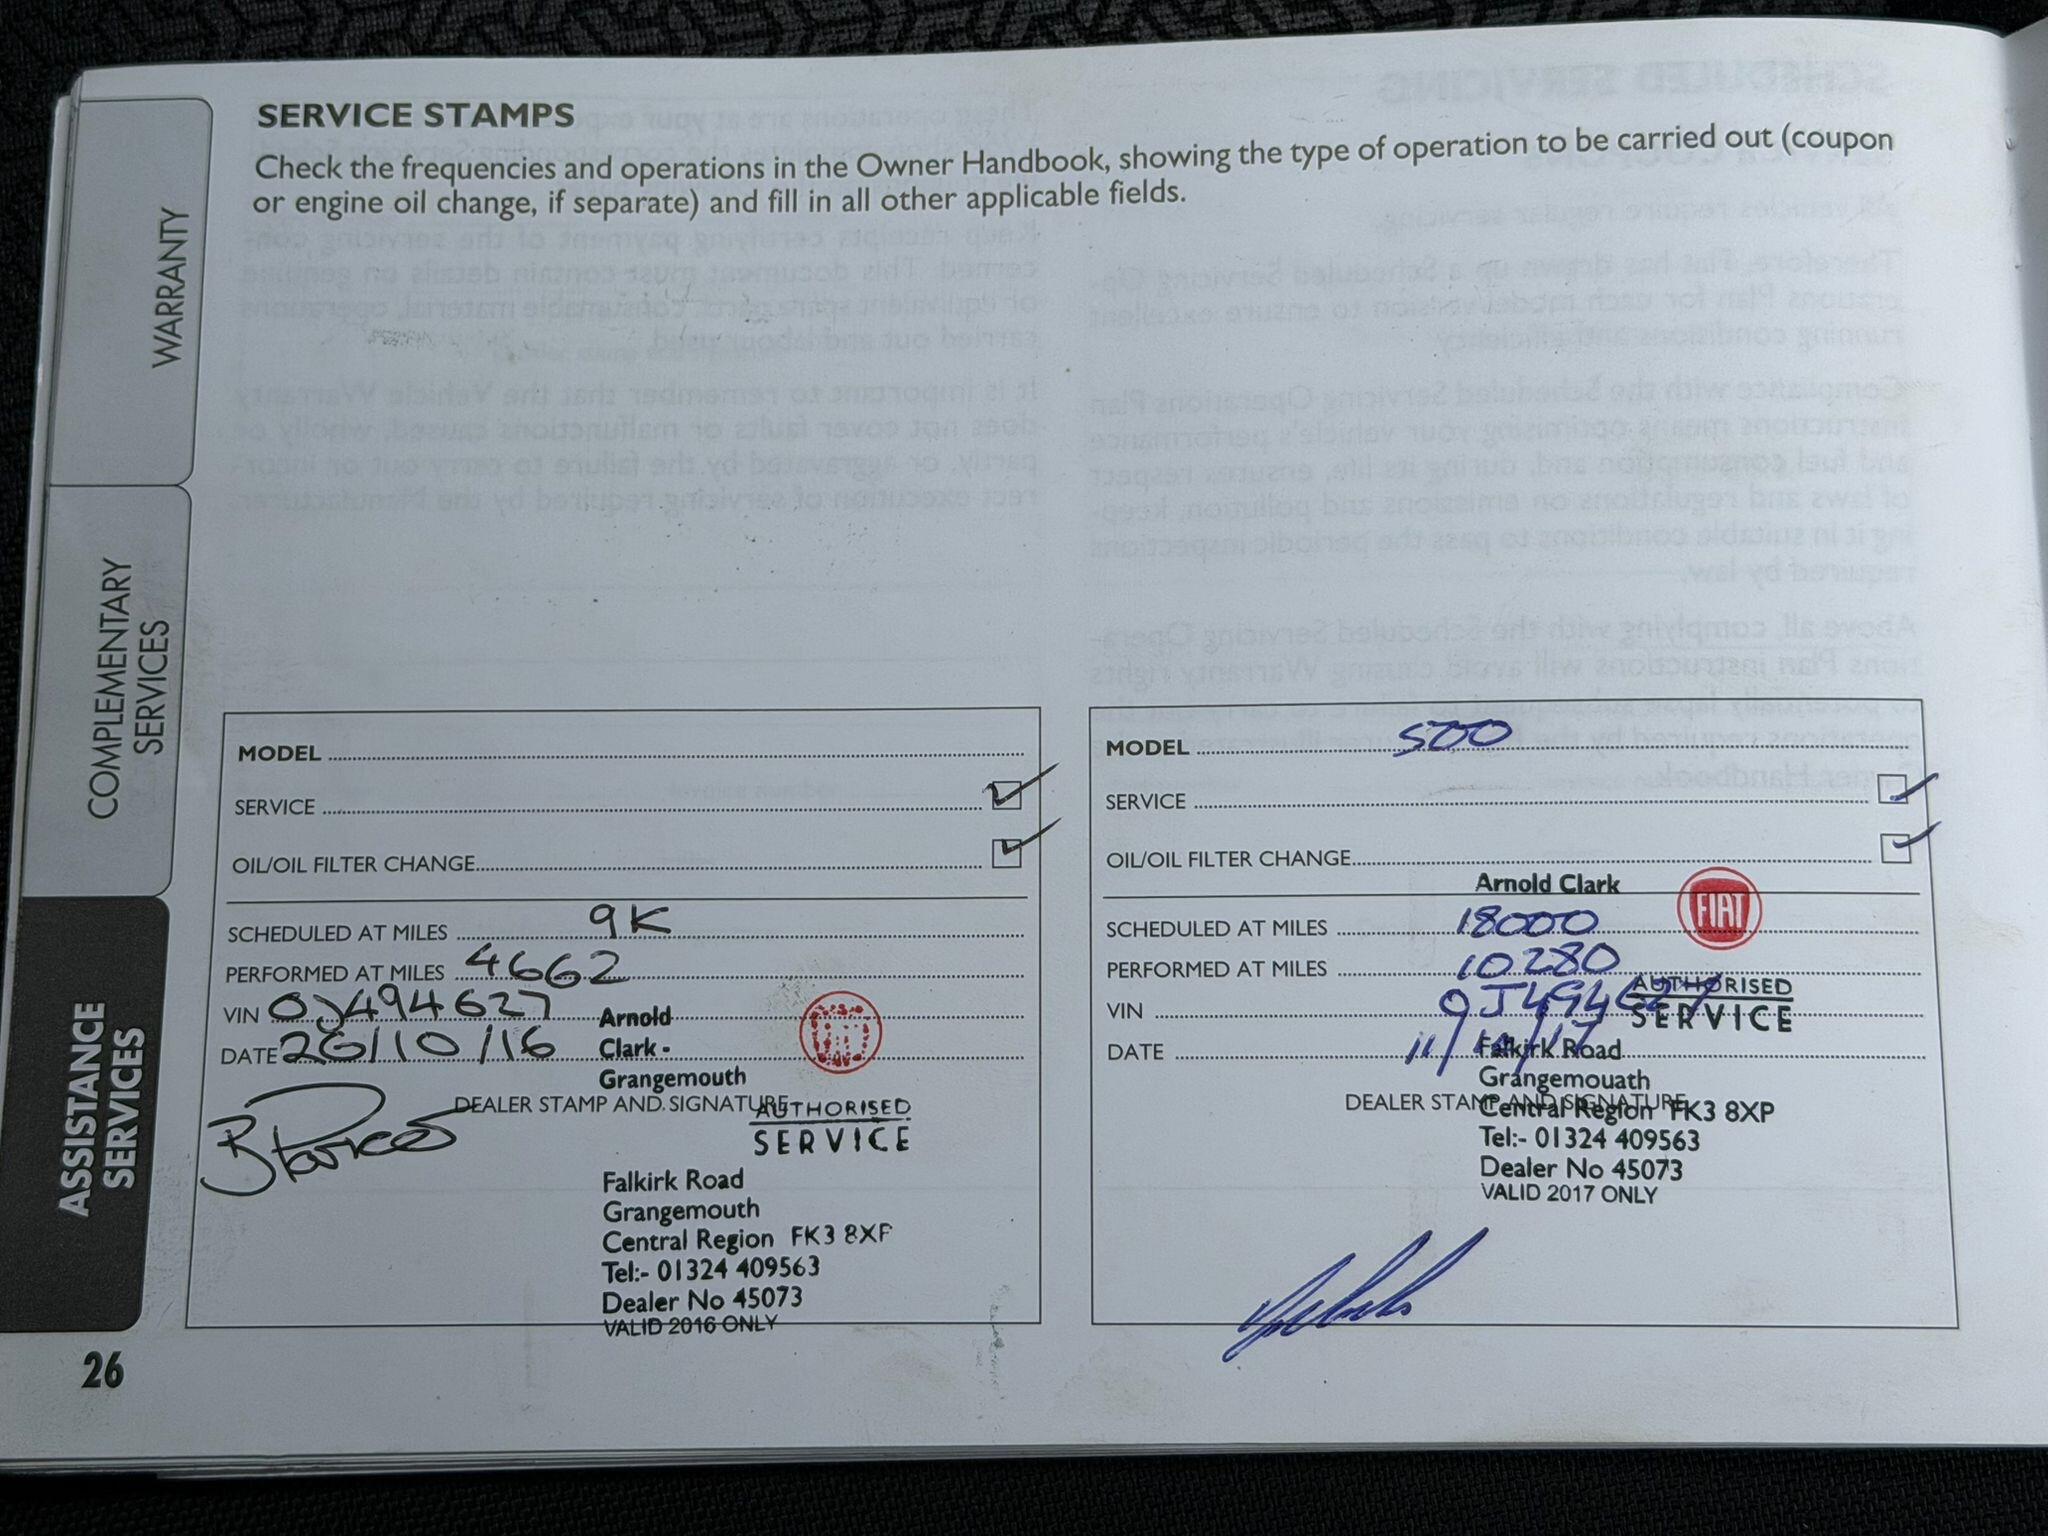 SERVICE STAMPS
Check the frequencies and operations in the Owner Handbook, showing the type of operation to be carried out (coupon
or engine oil change, if separate) and fill in all other applicable fields.
WARRANTY
COMPLEMENTARY
SERVICES
ASSISTANCE
SERVICES
MODEL
SERVICE
OIL/OIL FILTER CHANGE
SCHEDULED AT MILES 9K
PERFORMED AT MILES 4662
VIN 0J494627
DATE 20/10/16
Arnold
Clark -
Grangemouth
DEALER STAMP AND SIGNATURE
AUTHORISED
SERVICE
Falkirk Road
Grangemouth
Central Region FK3 8XP
Tel:- 01324 409563
Dealer No 45073
VALID 2016 ONLY
MODEL 500
SERVICE
OIL/OIL FILTER CHANGE
Arnold Clark
FIAT
SCHEDULED AT MILES 18000
PERFORMED AT MILES 10280
AUTHORISED
VIN 0J494627
SERVICE
DATE
Falkirk Road
Grangemouath
DEALER STAMP AND SIGNATURE
Central Region FK3 8XP
Tel:- 01324 409563
Dealer No 45073
VALID 2017 ONLY
26